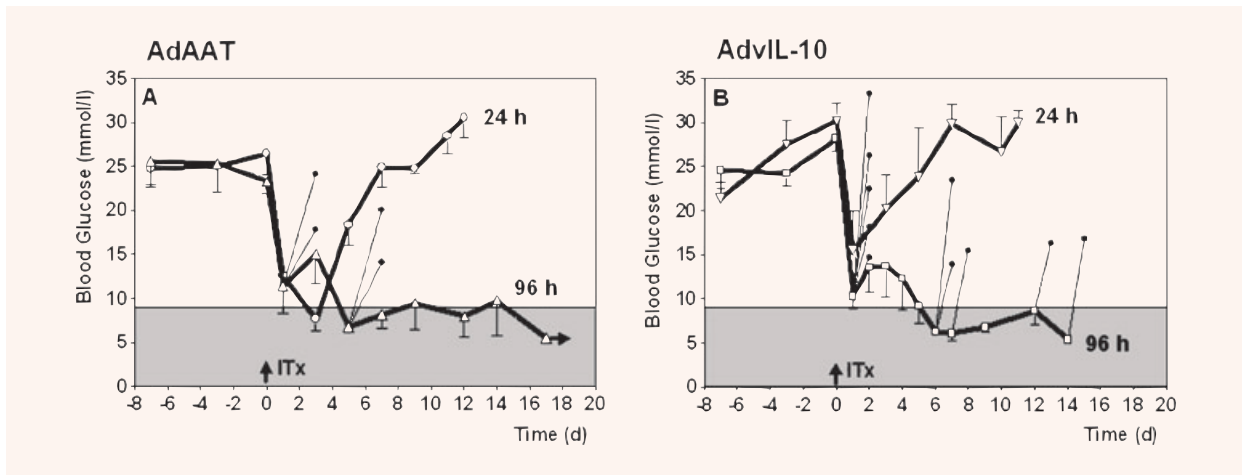 AdAAT
A
Blood Glucose (mmol/l)
35
30
25
20
15
10
5
0
24 h
96 h
ITx
-8 -6 -4 -2 0 2 4 6 8 10 12 14 16 18 20
Time (d)
AdvIL-10
B
Blood Glucose (mmol/l)
35
30
25
20
15
10
5
0
24 h
96 h
ITx
-8 -6 -4 -2 0 2 4 6 8 10 12 14 16 18 20
Time (d)